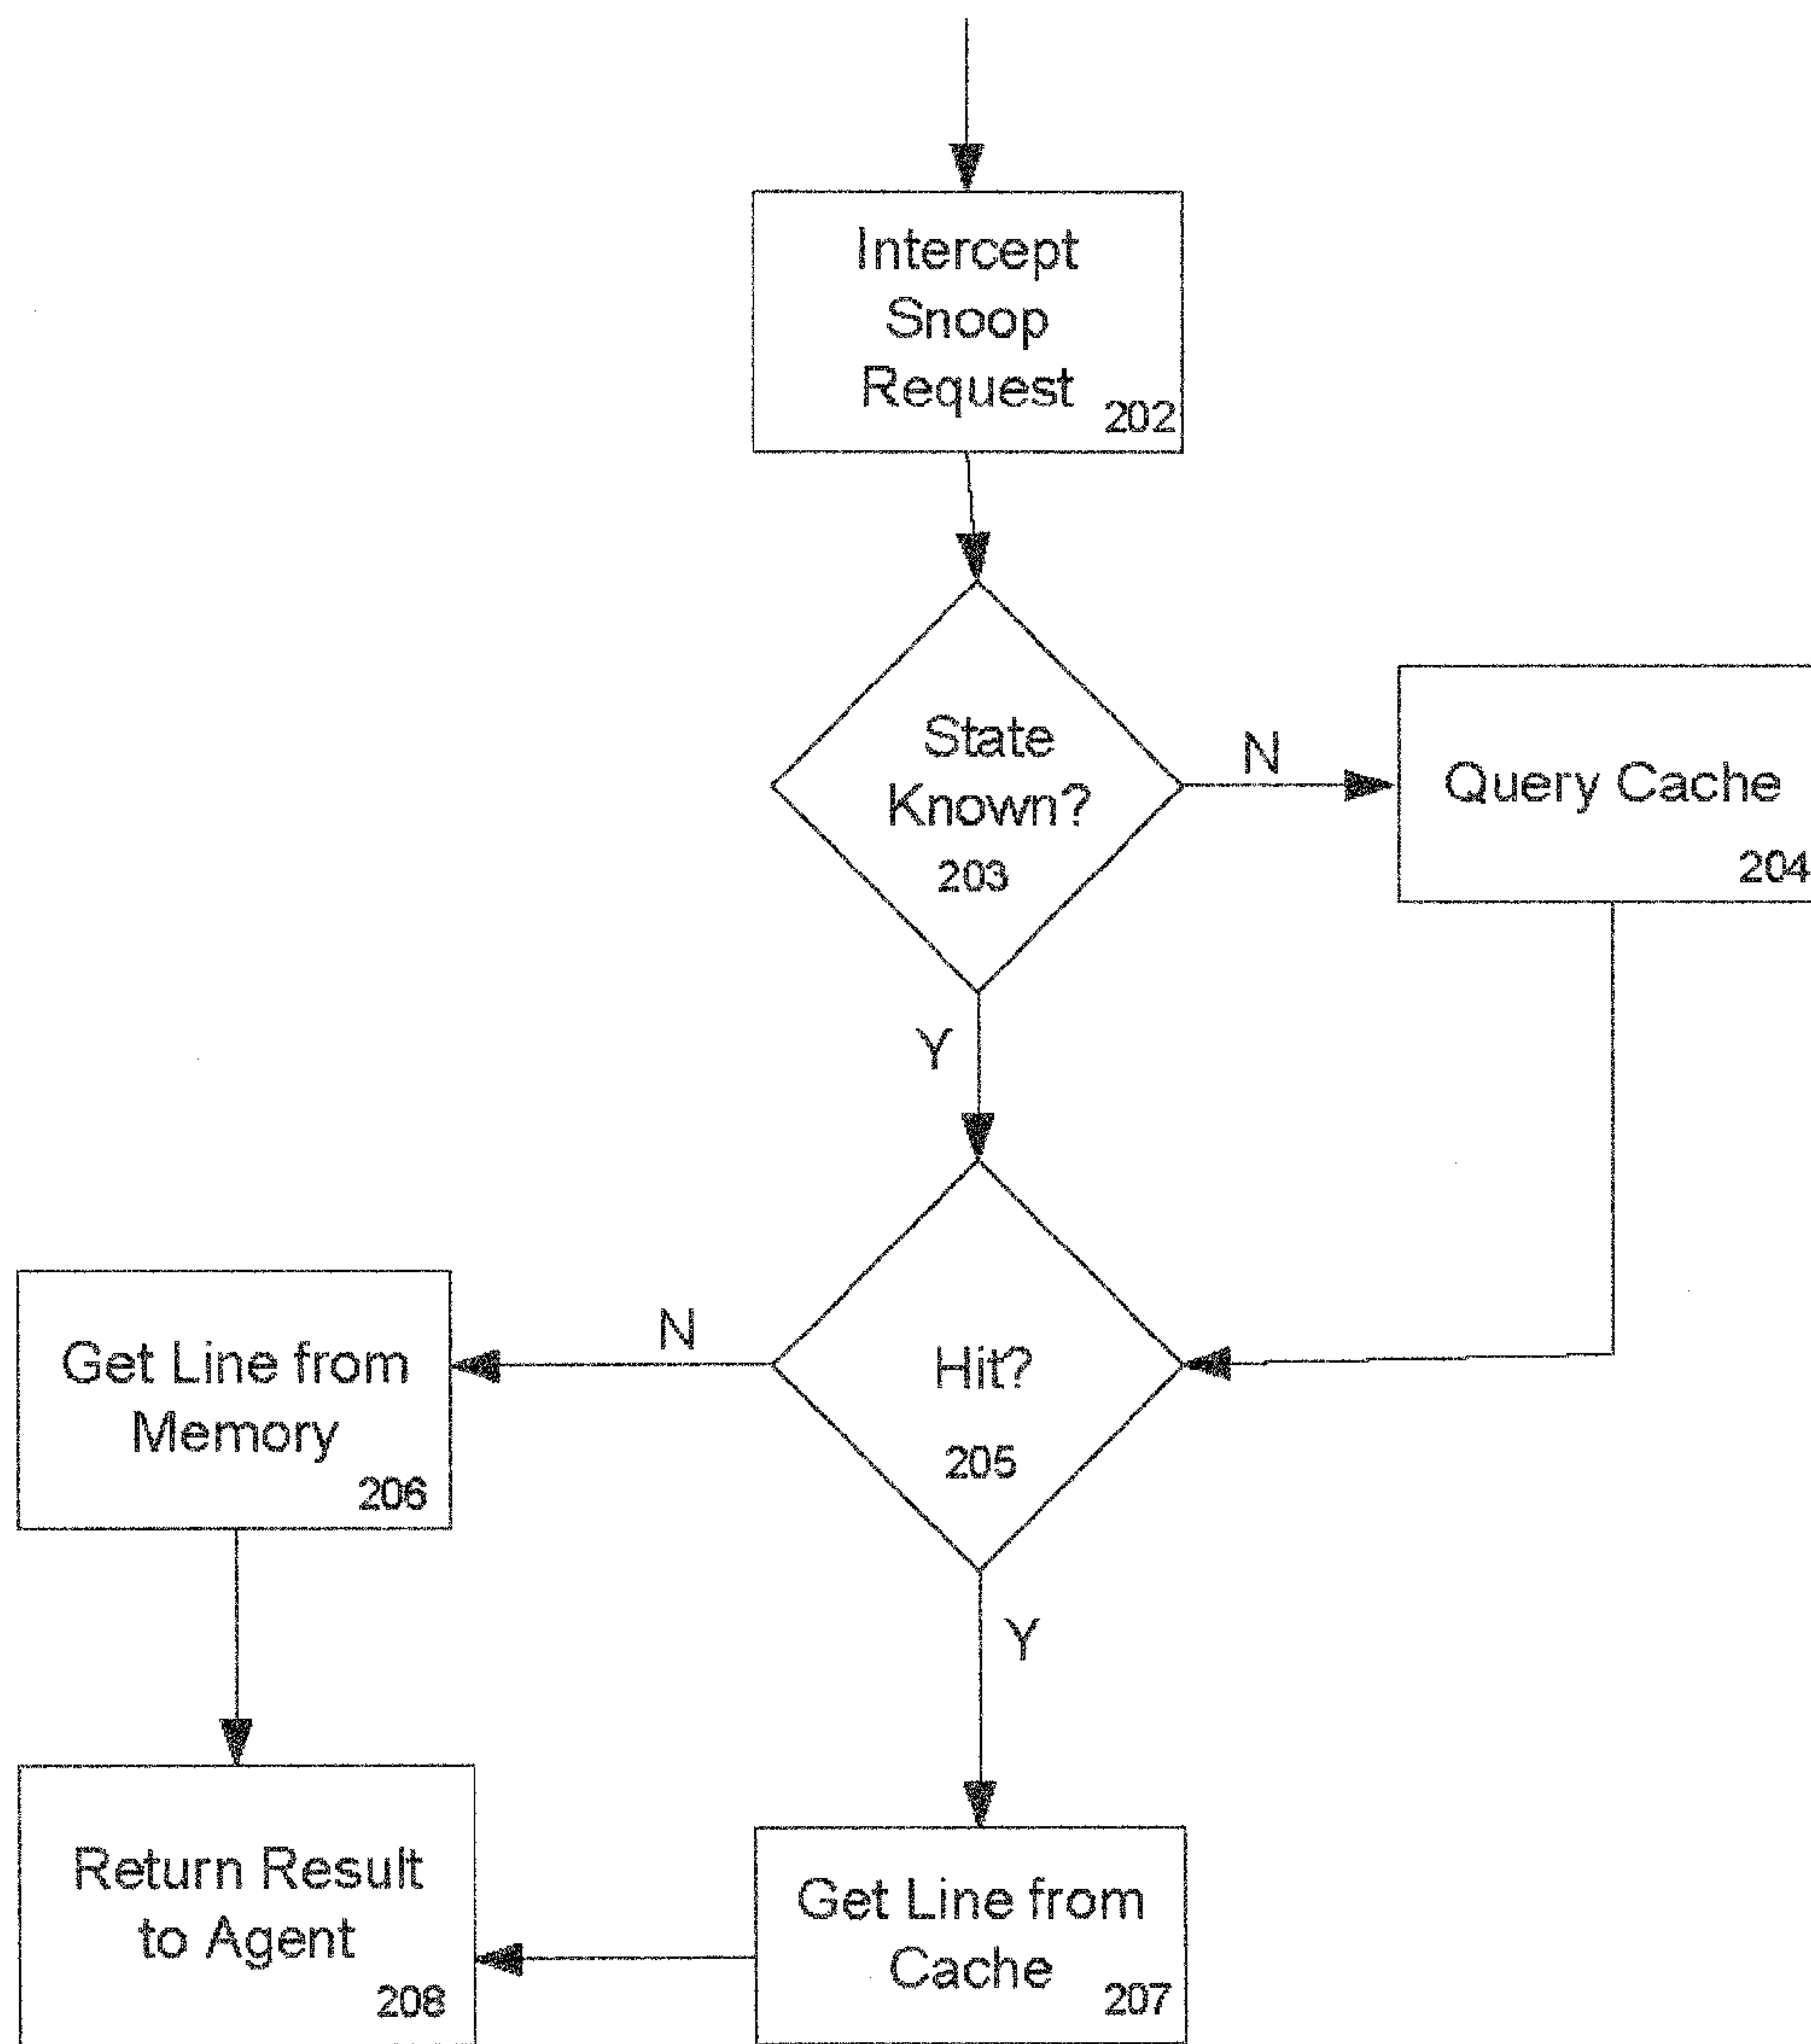 Intercept
Snoop
Request
202
State
Known?
203
N
Query Cache
204
Y
Hit?
205
N
Get Line from
Memory
206
Y
Return Result
to Agent
208
Get Line from
Cache
207